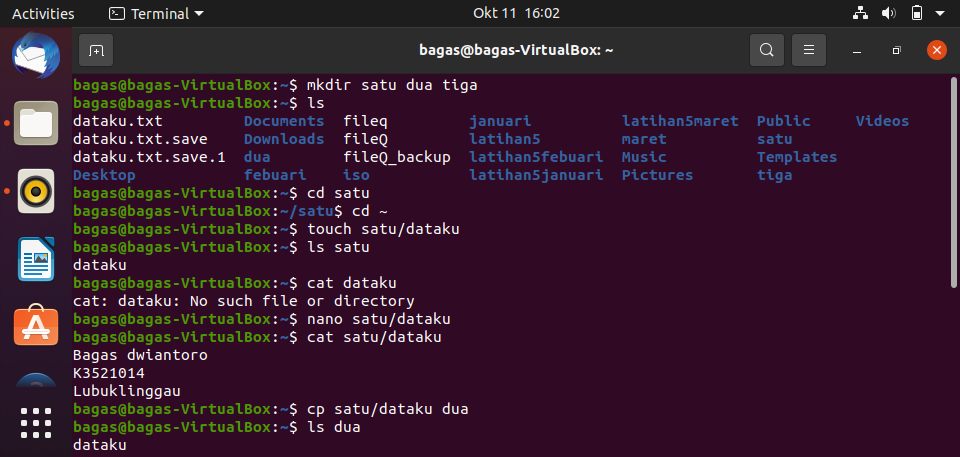 Activities Terminal Okt 11 16:02
bagas@bagas-VirtualBox: ~
bagas@bagas-VirtualBox:~$ mkdir satu dua tiga
bagas@bagas-VirtualBox:~$ ls
dataku.txt Documents fileq januari latihan5maret Public Videos
dataku.txt.save Downloads fileQ latihan5 maret satu
dataku.txt.save.1 dua fileQ_backup latihan5febuari Music Templates
Desktop febuari iso latihan5januari Pictures tiga
bagas@bagas-VirtualBox:~$ cd satu
bagas@bagas-VirtualBox:~/satu$ cd ~
bagas@bagas-VirtualBox:~$ touch satu/dataku
bagas@bagas-VirtualBox:~$ ls satu
dataku
bagas@bagas-VirtualBox:~$ cat dataku
cat: dataku: No such file or directory
bagas@bagas-VirtualBox:~$ nano satu/dataku
bagas@bagas-VirtualBox:~$ cat satu/dataku
Bagas dwiantoro
K3521014
Lubuklinggau
bagas@bagas-VirtualBox:~$ cp satu/dataku dua
bagas@bagas-VirtualBox:~$ ls dua
dataku